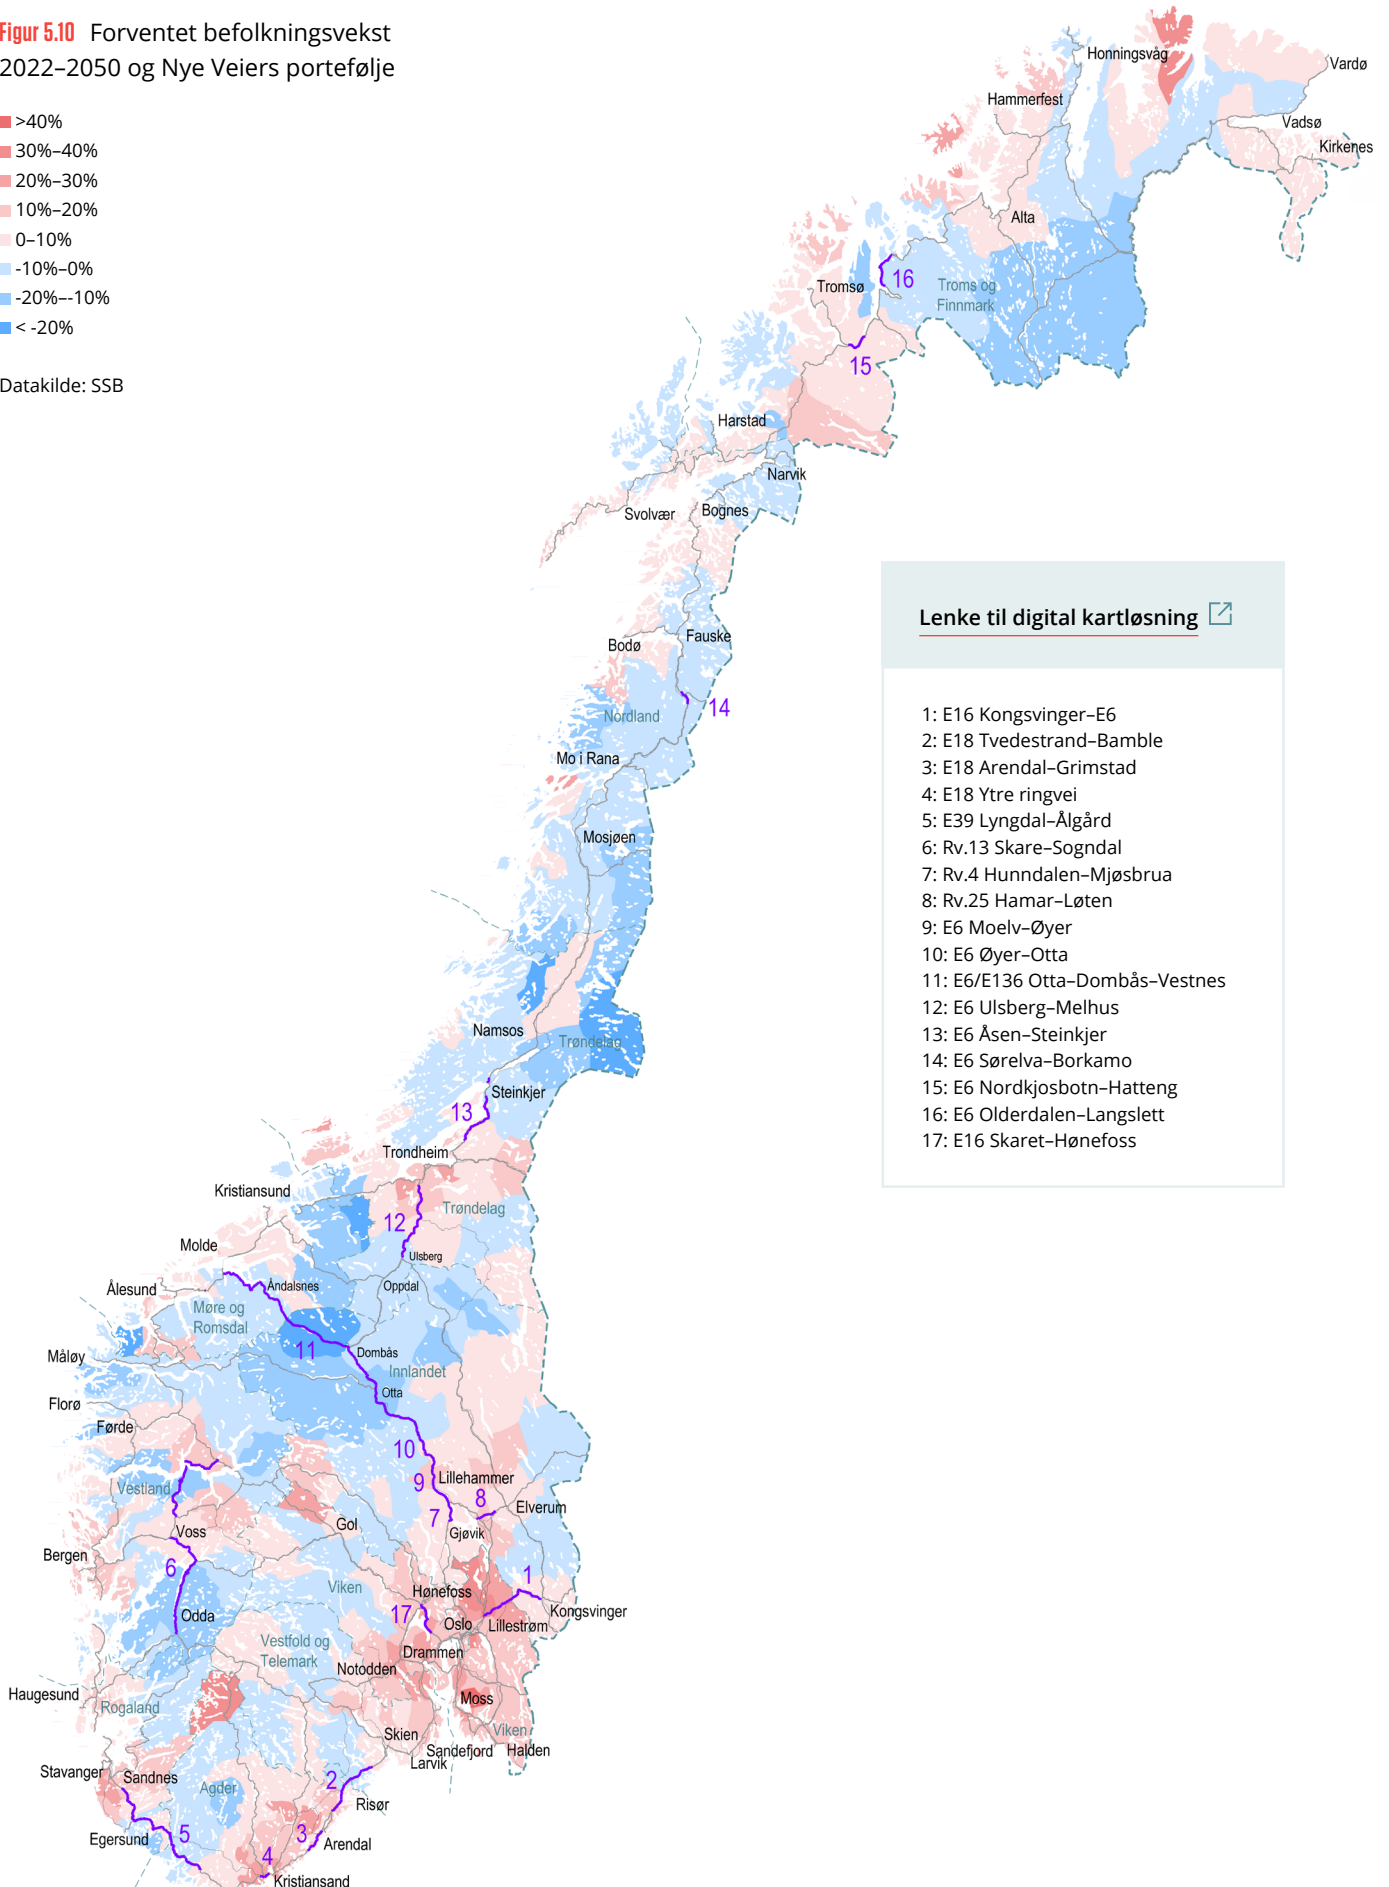 Figur 5.10 Forventet befolkningsvekst
2022–2050 og Nye Veiers portefølje
>40%
30%–40%
20%–30%
10%–20%
0–10%
-10%–0%
-20%–-10%
< -20%
Datakilde: SSB
Honningsvåg
Vardø
Hammerfest
Vadsø
Kirkenes
Alta
16
Troms og
Finnmark
Tromsø
15
Harstad
Narvik
Svolvær
Bognes
Fauske
Bodø
14
Nordland
Mo i Rana
Mosjøen
Namsos
Trøndelag
Steinkjer
13
Trondheim
Kristiansund
Trøndelag
12
Molde
Ulsberg
Ålesund
Åndalsnes
Oppdal
Møre og
Romsdal
11
Dombås
Måløy
Innlandet
Otta
Florø
Førde
10
Lillehammer
9
Vestland
8
Elverum
7
Gol
Gjøvik
Voss
Bergen
6
1
Viken
Hønefoss
Kongsvinger
17
Odda
Oslo
Lillestrøm
Vestfold og
Telemark
Drammen
Notodden
Haugesund
Moss
Rogaland
Viken
Skien
Sandefjord
Halden
Larvik
Stavanger
Sandnes
Agder
2
Risør
Egersund
5
3
Arendal
4
Kristiansand
Lenke til digital kartløsning
1: E16 Kongsvinger–E6
2: E18 Tvedestrand–Bamble
3: E18 Arendal–Grimstad
4: E18 Ytre ringvei
5: E39 Lyngdal–Ålgård
6: Rv.13 Skare–Sogndal
7: Rv.4 Hunndalen–Mjøsbrua
8: Rv.25 Hamar–Løten
9: E6 Moelv–Øyer
10: E6 Øyer–Otta
11: E6/E136 Otta–Dombås–Vestnes
12: E6 Ulsberg–Melhus
13: E6 Åsen–Steinkjer
14: E6 Sørelva–Borkamo
15: E6 Nordkjosbotn–Hatteng
16: E6 Olderdalen–Langslett
17: E16 Skaret–Hønefoss